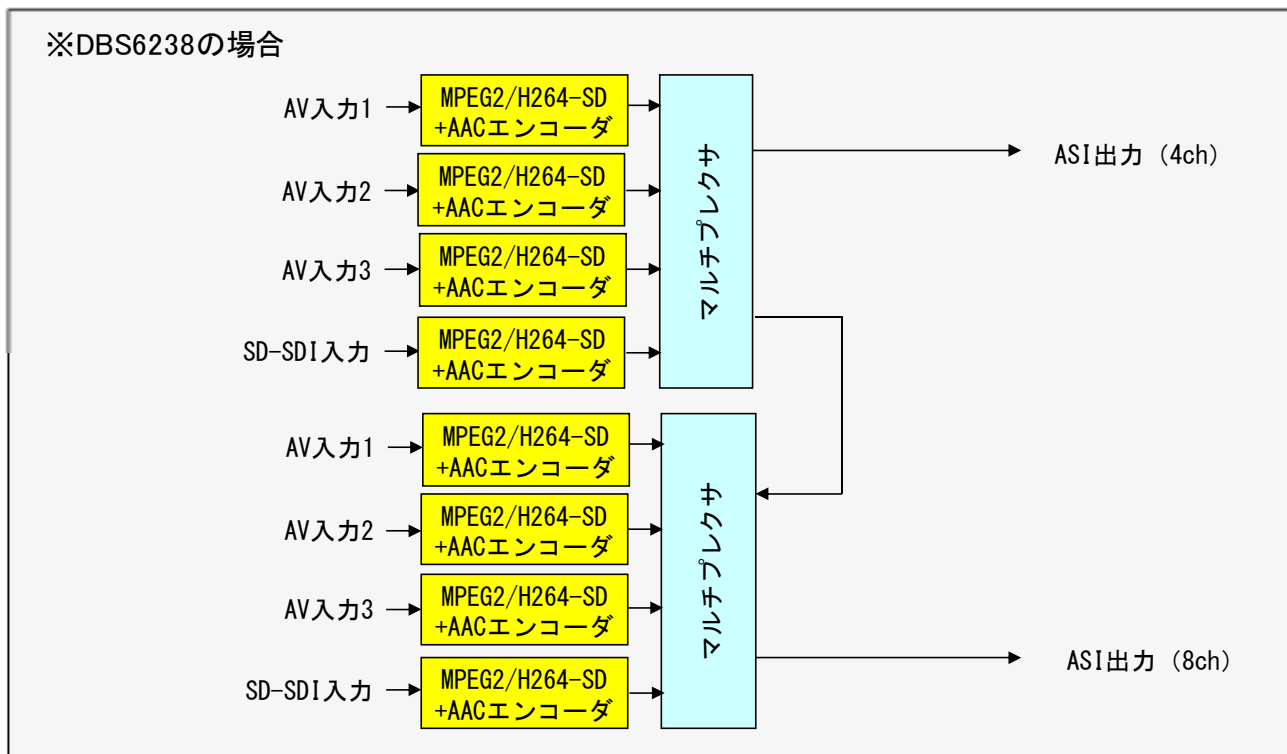 ※DBS6238の場合
AV入力1
MPEG2/H264-SD
+AACエンコーダ
AV入力2
MPEG2/H264-SD
+AACエンコーダ
AV入力3
MPEG2/H264-SD
+AACエンコーダ
SD-SDI入力
MPEG2/H264-SD
+AACエンコーダ
マルチプレクサ
ASI出力 (4ch)
AV入力1
MPEG2/H264-SD
+AACエンコーダ
AV入力2
MPEG2/H264-SD
+AACエンコーダ
AV入力3
MPEG2/H264-SD
+AACエンコーダ
SD-SDI入力
MPEG2/H264-SD
+AACエンコーダ
マルチプレクサ
ASI出力 (8ch)